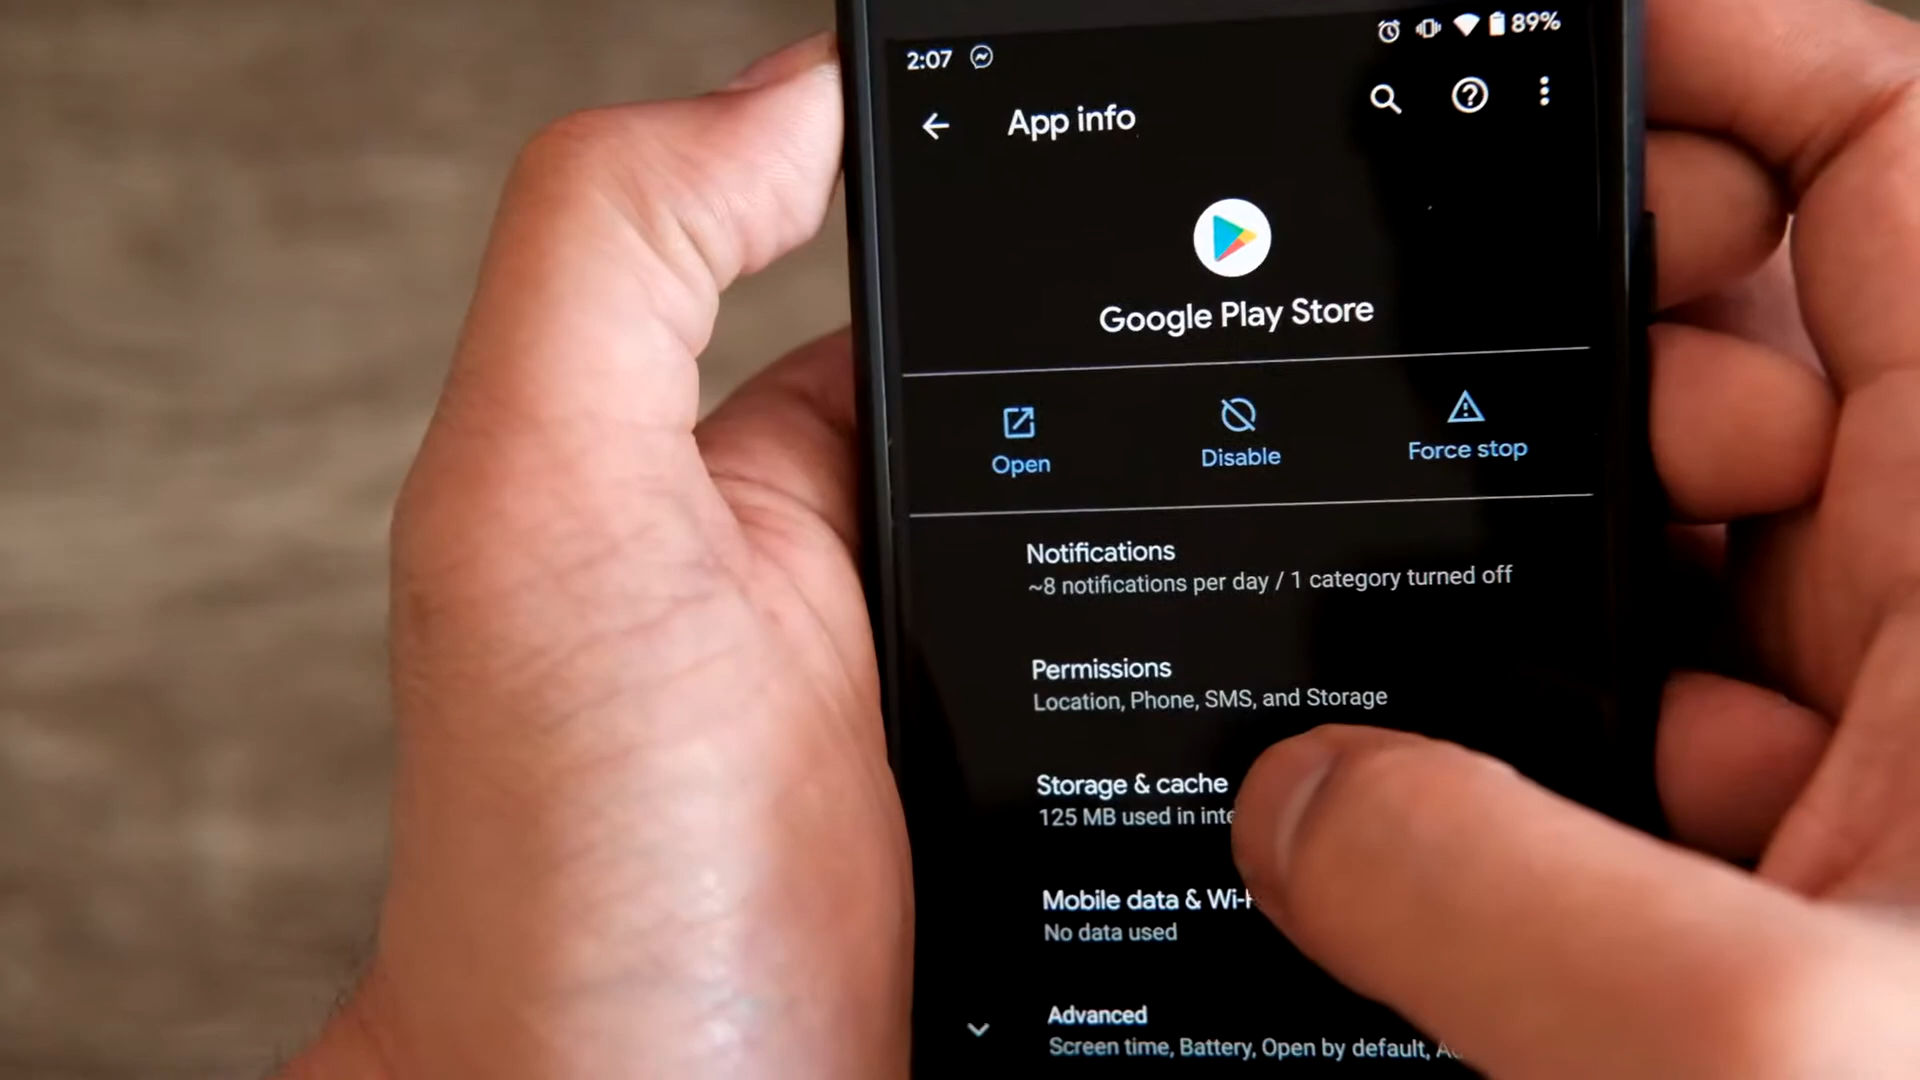 2:07
89%
App info
Google Play Store
Open
Disable
Force stop
Notifications
~8 notifications per day / 1 category turned off
Permissions
Location, Phone, SMS, and Storage
Storage & cache
125 MB used in
Mobile data &
No data used
Advanced
Screen time, Battery, Open by default,